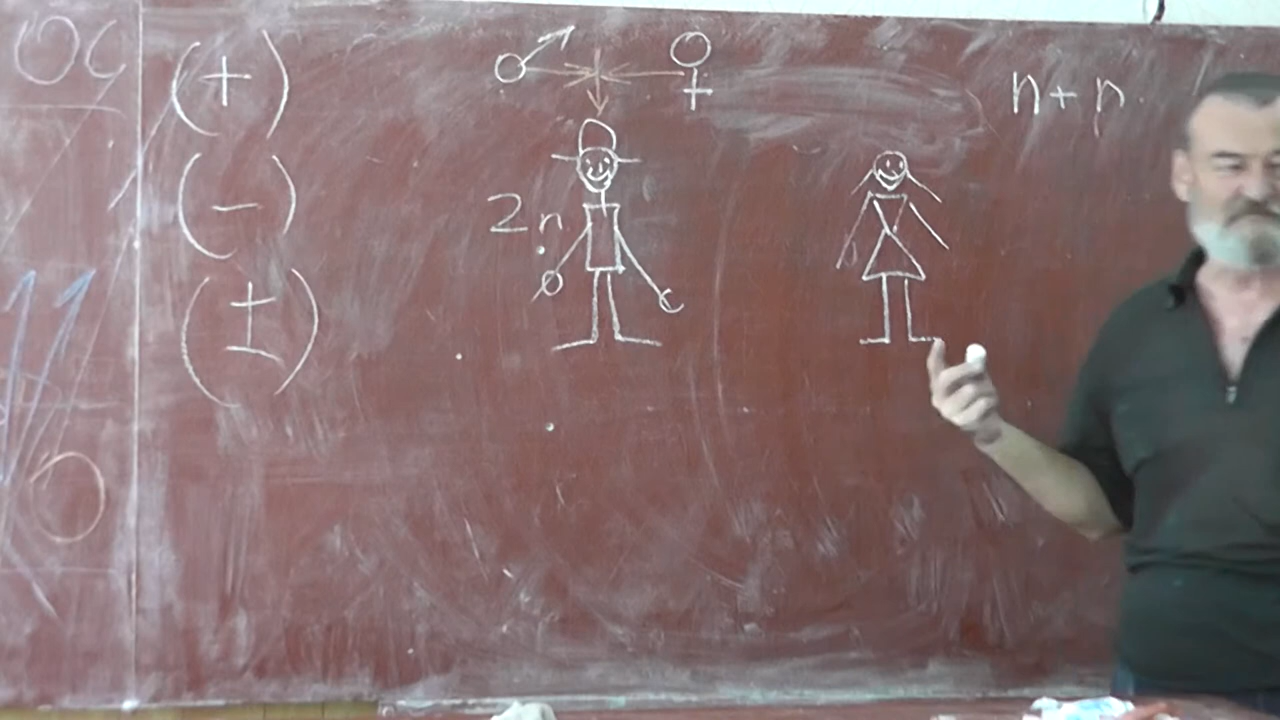 (+)
(-)
(±)
♂ ♀
2n
n + n